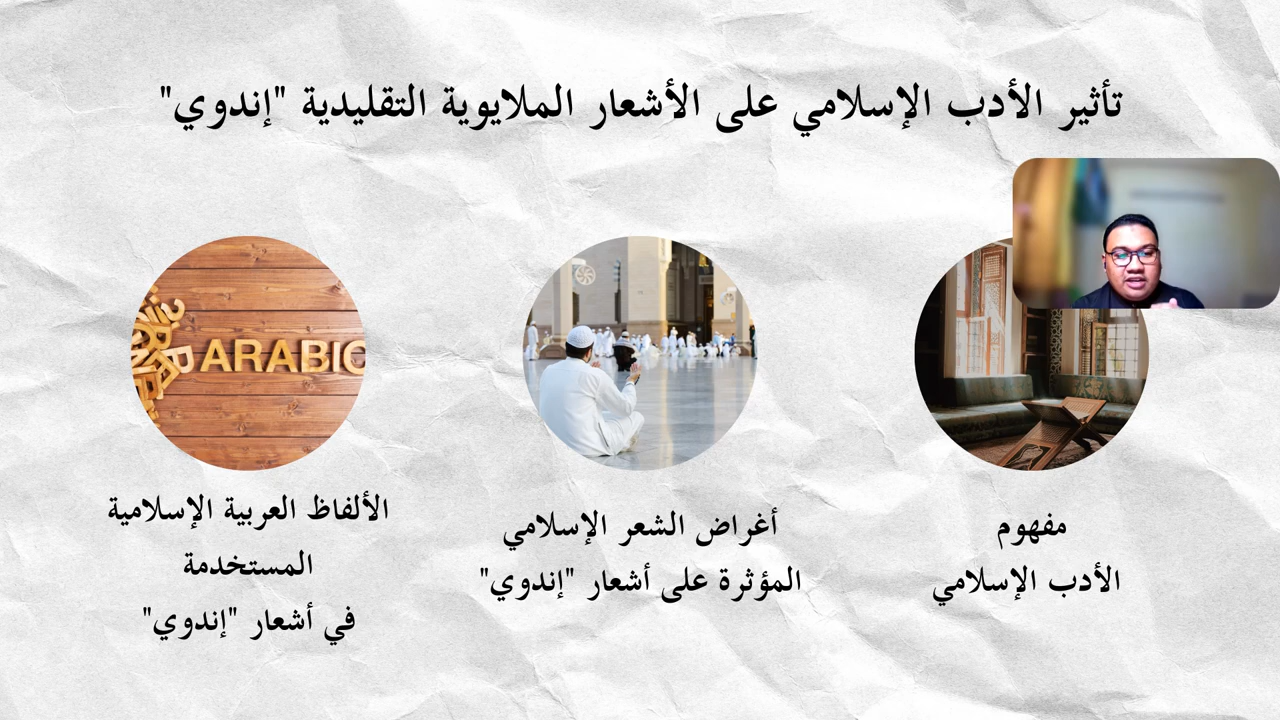 تأثير الأدب الإسلامي على الأشعار الملايوية التقليدية "إندوي"
مفهوم
الأدب الإسلامي
أغراض الشعر الإسلامي
المؤثرة على أشعار "إندوي"
ARABIC
الألفاظ العربية الإسلامية
المستخدمة
في أشعار "إندوي"